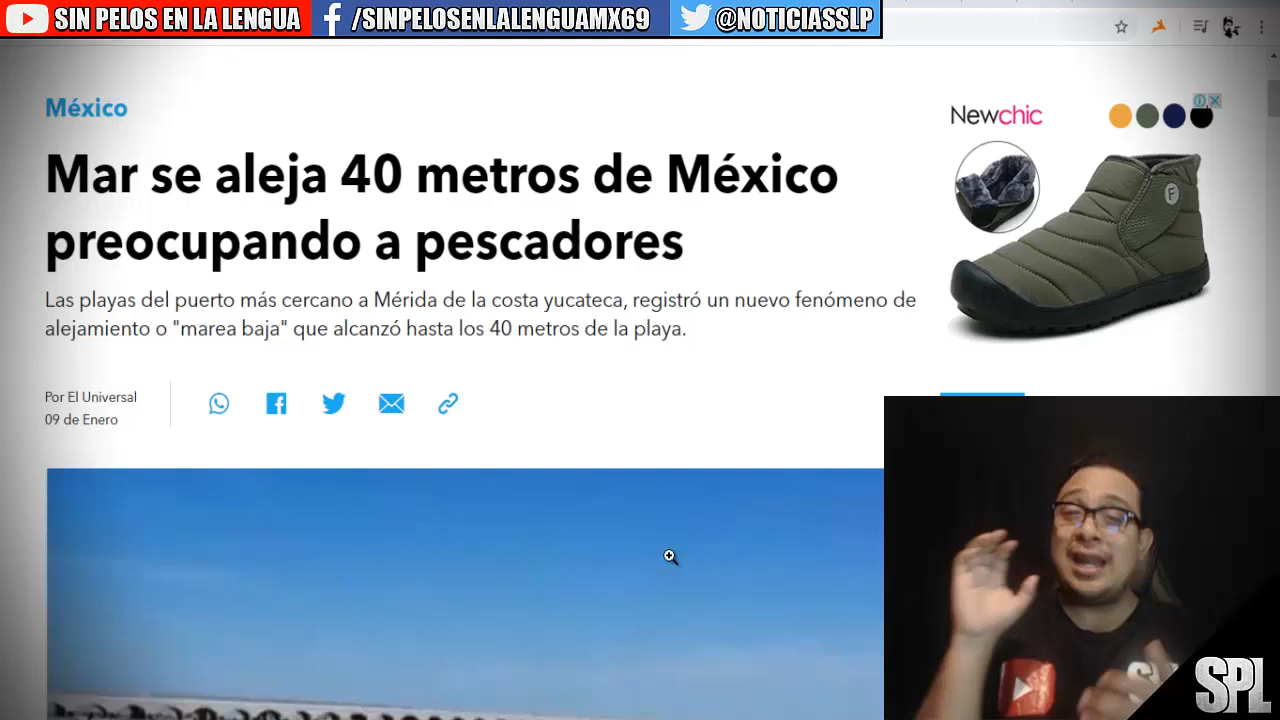 SIN PELOS EN LA LENGUA
/SINPELOSENLALENGUAMX69
@NOTICIASSLP
México
Newchic
Mar se aleja 40 metros de México
preocupando a pescadores
F
Las playas del puerto más cercano a Mérida de la costa yucateca, registró un nuevo fenómeno de
alejamiento o "marea baja" que alcanzó hasta los 40 metros de la playa.
Por El Universal
09 de Enero
SPL
SPL